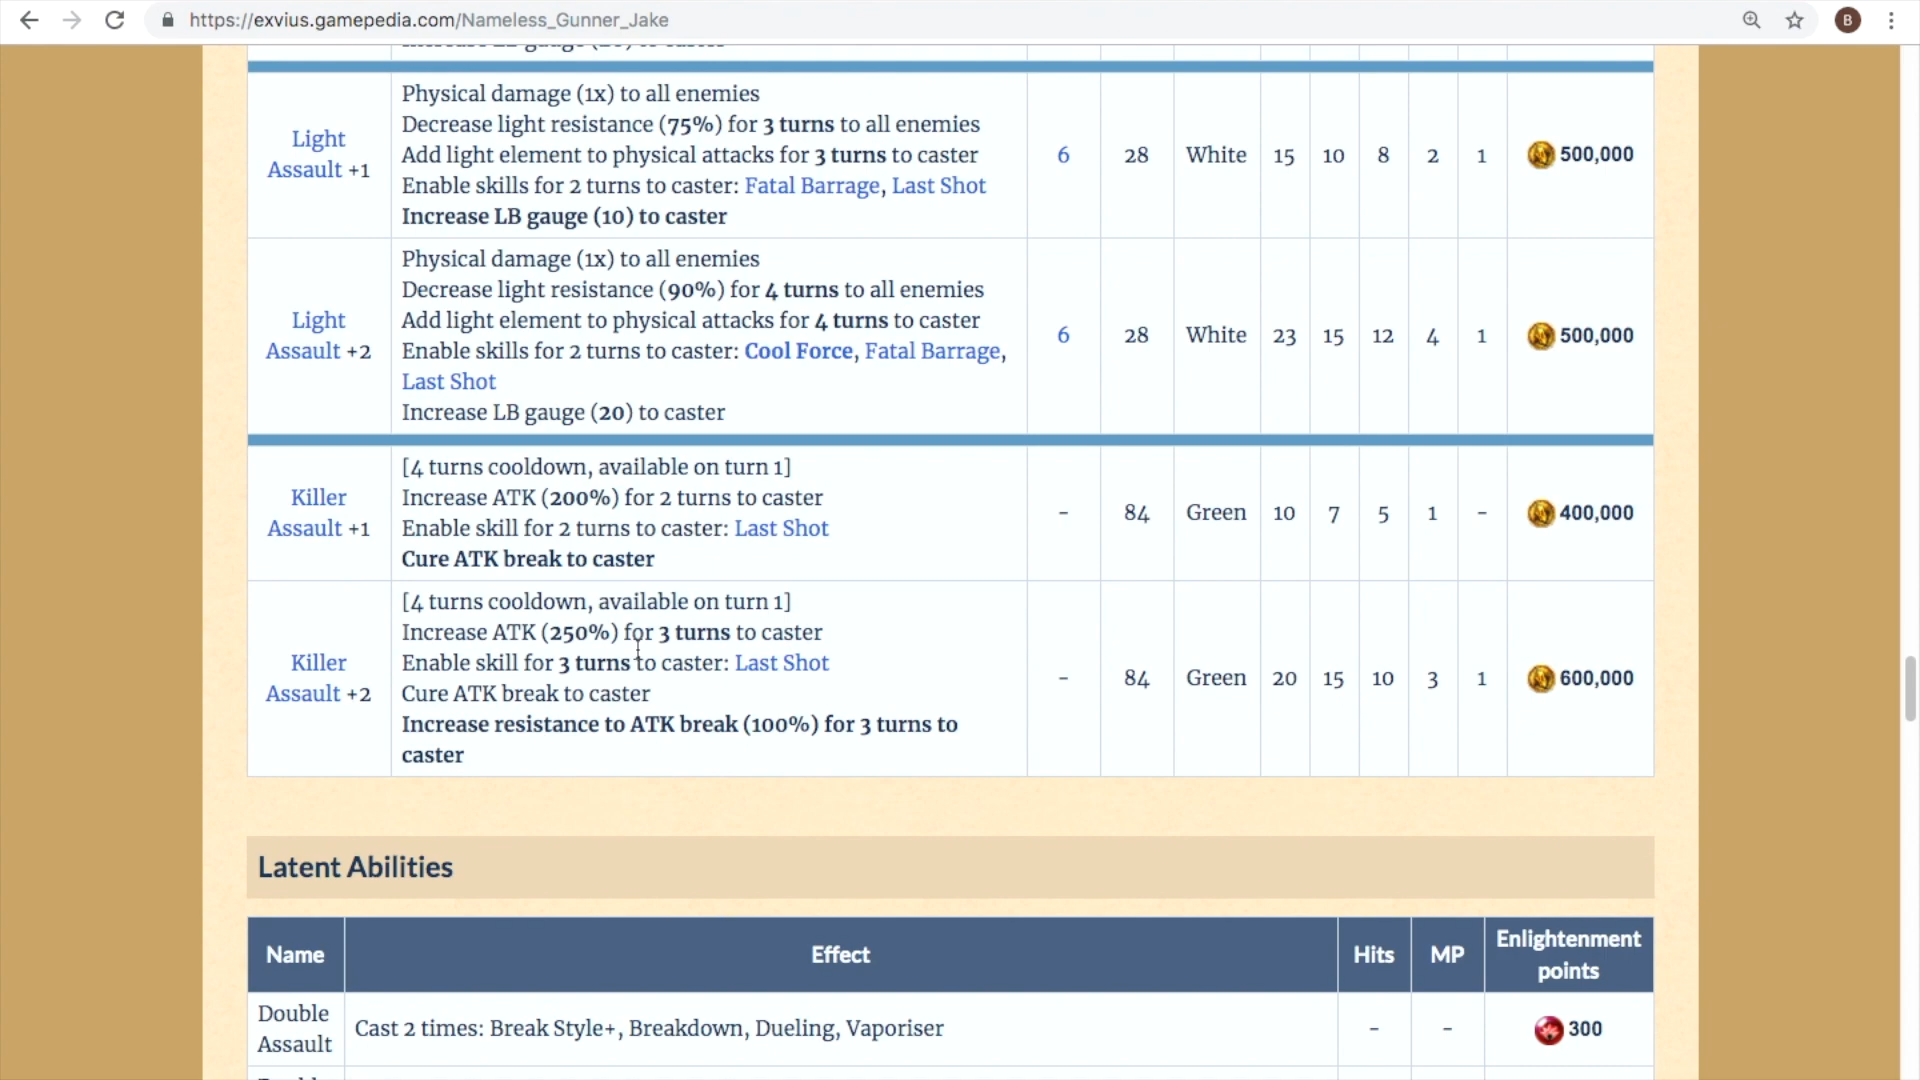 https://exvius.gamepedia.com/Nameless_Gunner_Jake
B
Light
Assault +1
Physical damage (1x) to all enemies
Decrease light resistance (75%) for 3 turns to all enemies
Add light element to physical attacks for 3 turns to caster
Enable skills for 2 turns to caster: Fatal Barrage, Last Shot
Increase LB gauge (10) to caster
6 28 White 15 10 8 2 1 500,000
Light
Assault +2
Physical damage (1x) to all enemies
Decrease light resistance (90%) for 4 turns to all enemies
Add light element to physical attacks for 4 turns to caster
Enable skills for 2 turns to caster: Cool Force, Fatal Barrage,
Last Shot
Increase LB gauge (20) to caster
6 28 White 23 15 12 4 1 500,000
Killer
Assault +1
[4 turns cooldown, available on turn 1]
Increase ATK (200%) for 2 turns to caster
Enable skill for 2 turns to caster: Last Shot
Cure ATK break to caster
- 84 Green 10 7 5 1 - 400,000
Killer
Assault +2
[4 turns cooldown, available on turn 1]
Increase ATK (250%) for 3 turns to caster
Enable skill for 3 turns to caster: Last Shot
Cure ATK break to caster
Increase resistance to ATK break (100%) for 3 turns to
caster
- 84 Green 20 15 10 3 1 600,000
Latent Abilities
Name Effect Hits MP Enlightenment
points
Double
Assault
Cast 2 times: Break Style+, Breakdown, Dueling, Vaporiser
- - 300